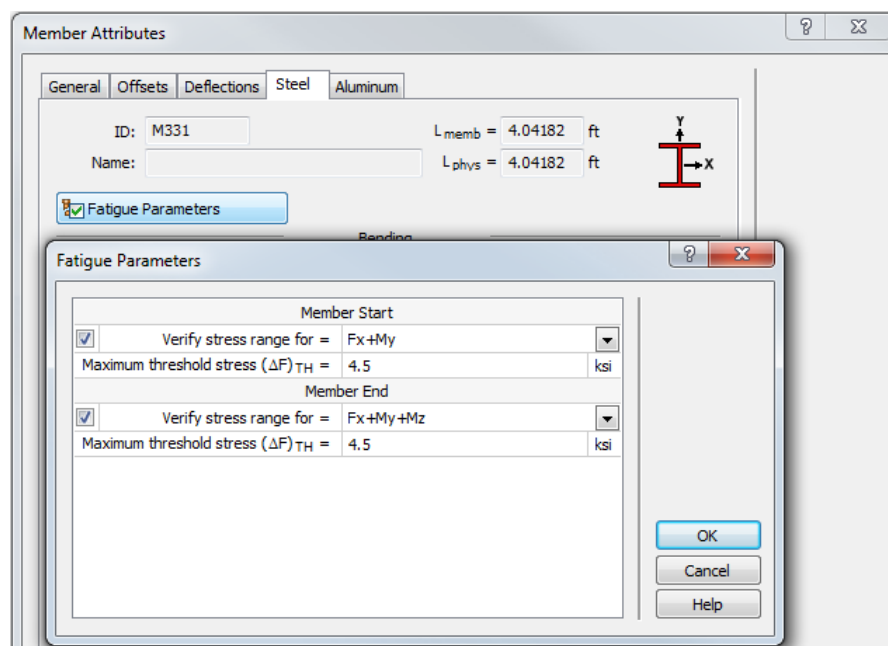 Member Attributes
General Offsets Deflections Steel Aluminum
ID: M331 L memb = 4.04182 ft
Name: L phys = 4.04182 ft
Y
X
Fatigue Parameters
Bending
Fatigue Parameters
Member Start
Verify stress range for = Fx+My
Maximum threshold stress (ΔF) TH = 4.5 ksi
Member End
Verify stress range for = Fx+My+Mz
Maximum threshold stress (ΔF) TH = 4.5 ksi
OK
Cancel
Help